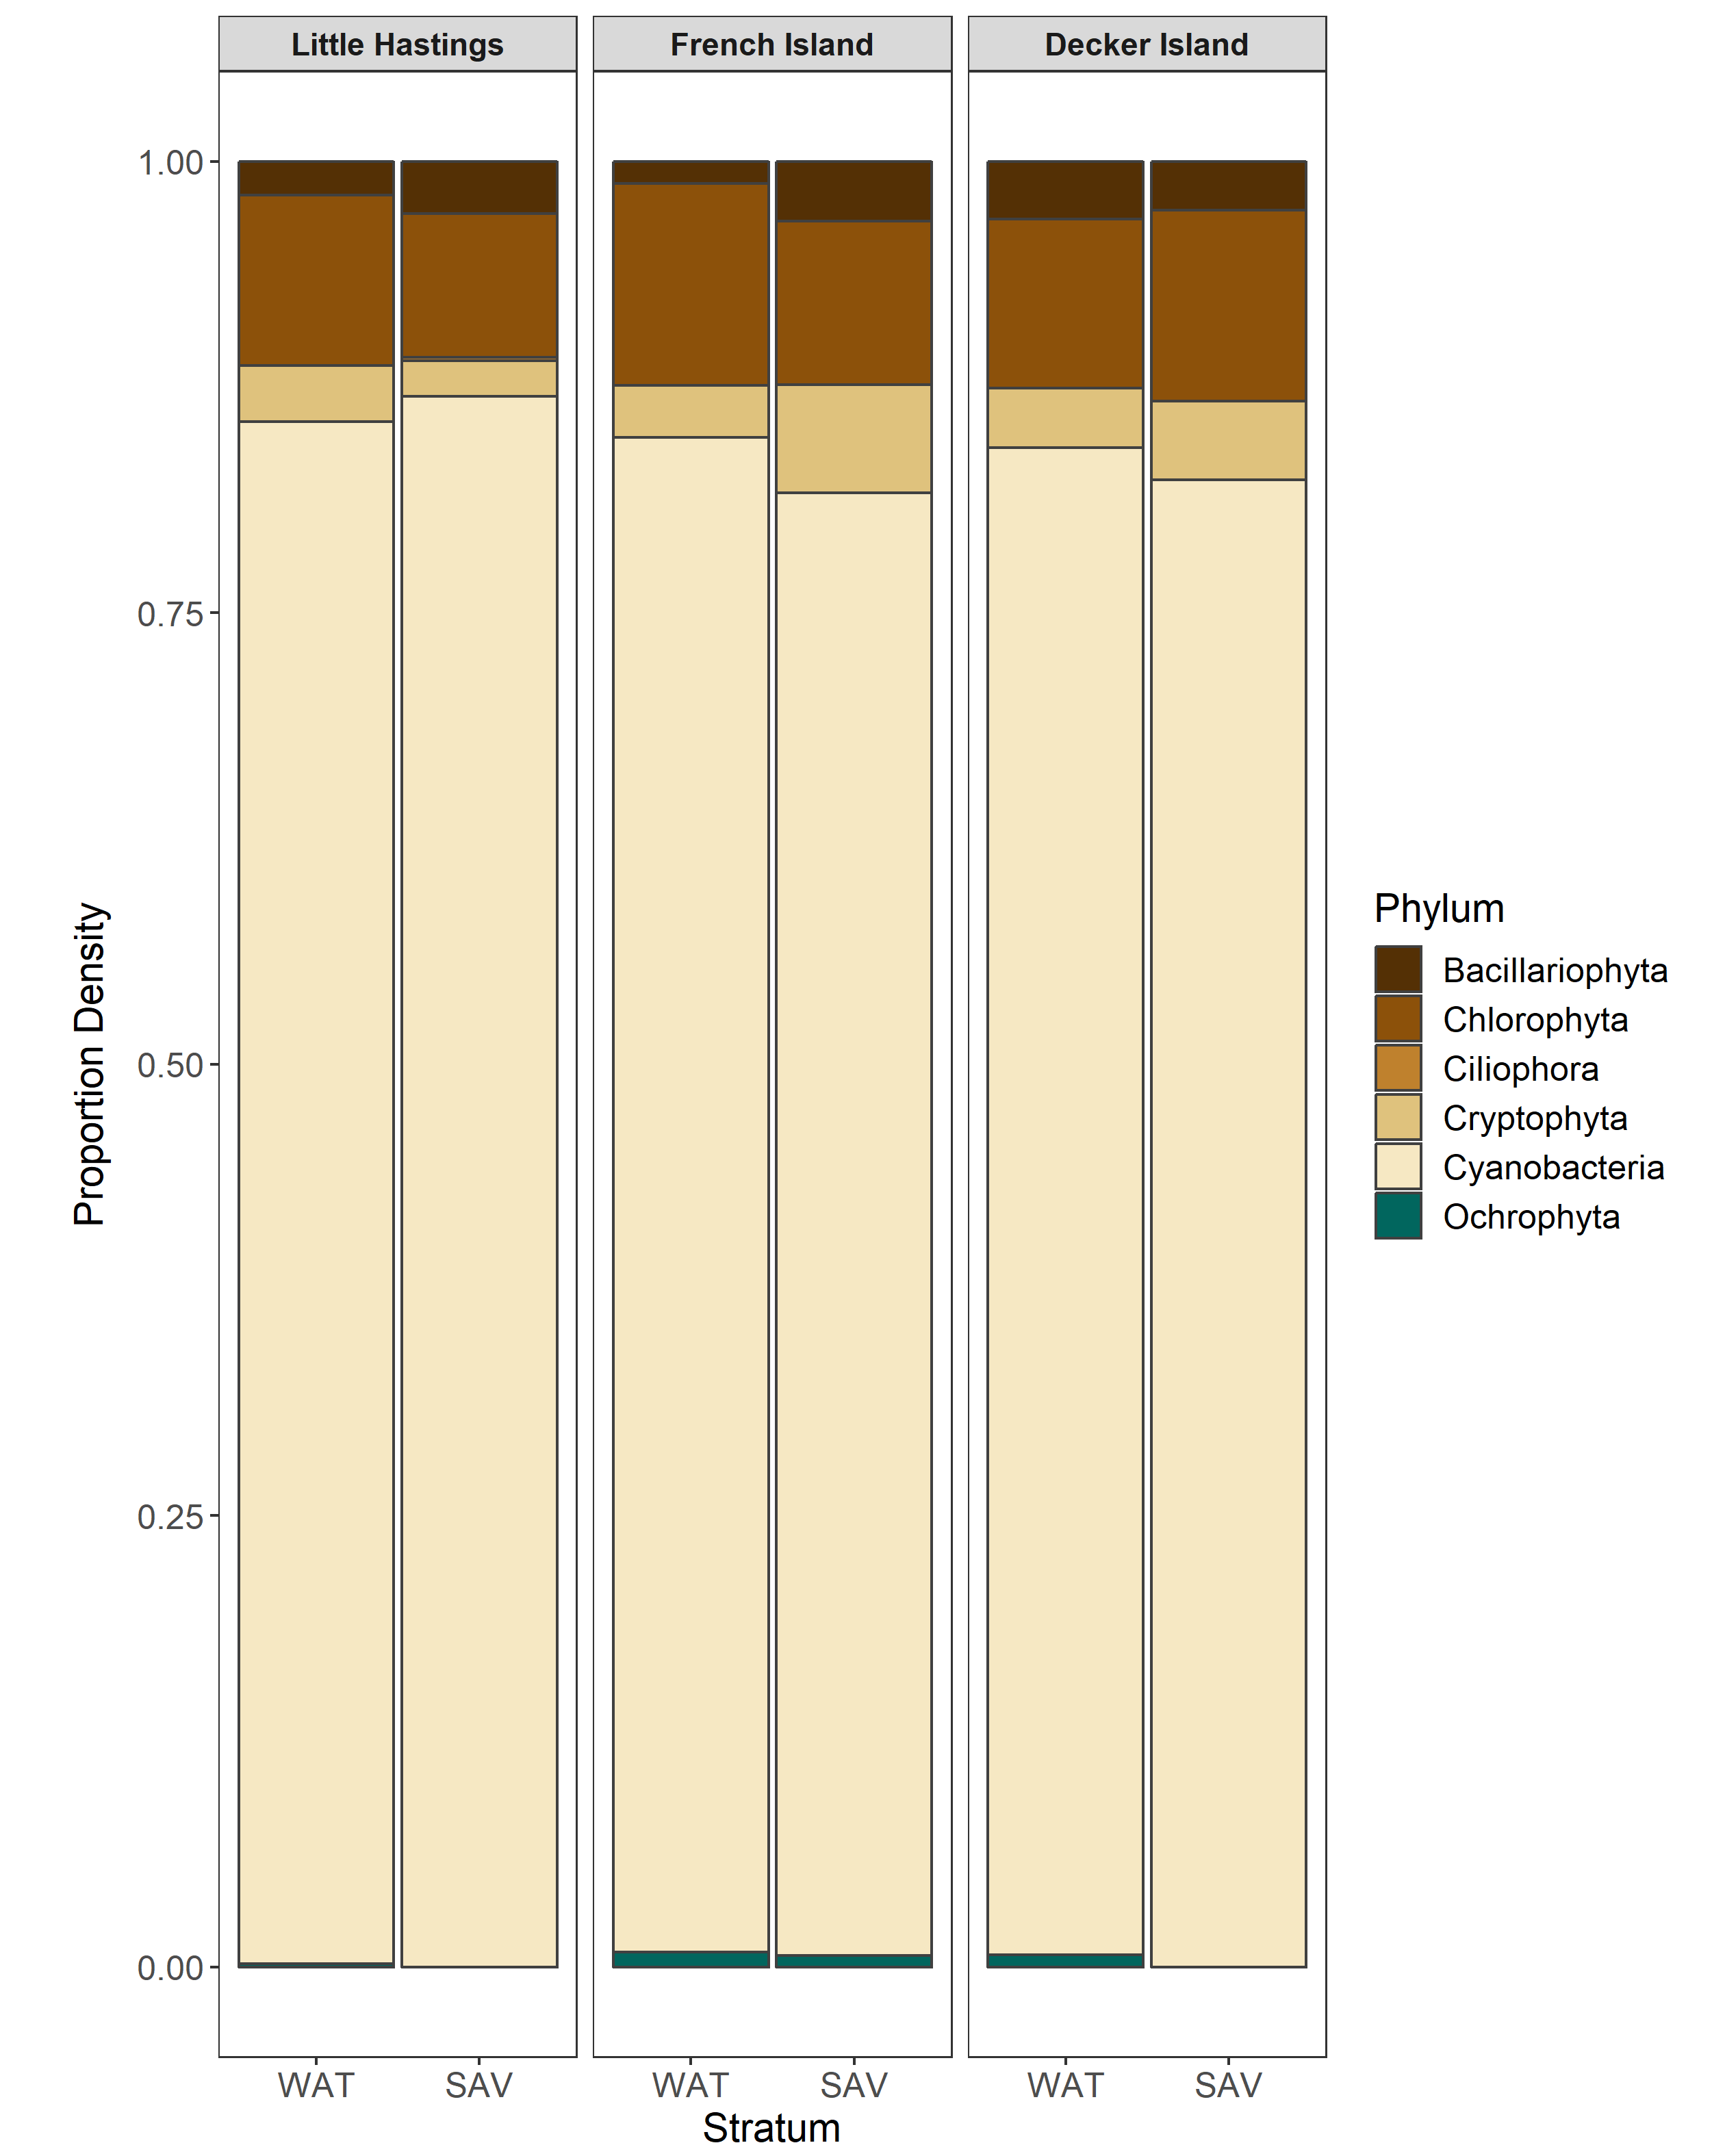 Little Hastings
French Island
Decker Island
1.00
0.75
0.50
0.25
0.00
Proportion Density
WAT
SAV
WAT
SAV
WAT
SAV
Stratum
Phylum
Bacillariophyta
Chlorophyta
Ciliophora
Cryptophyta
Cyanobacteria
Ochrophyta